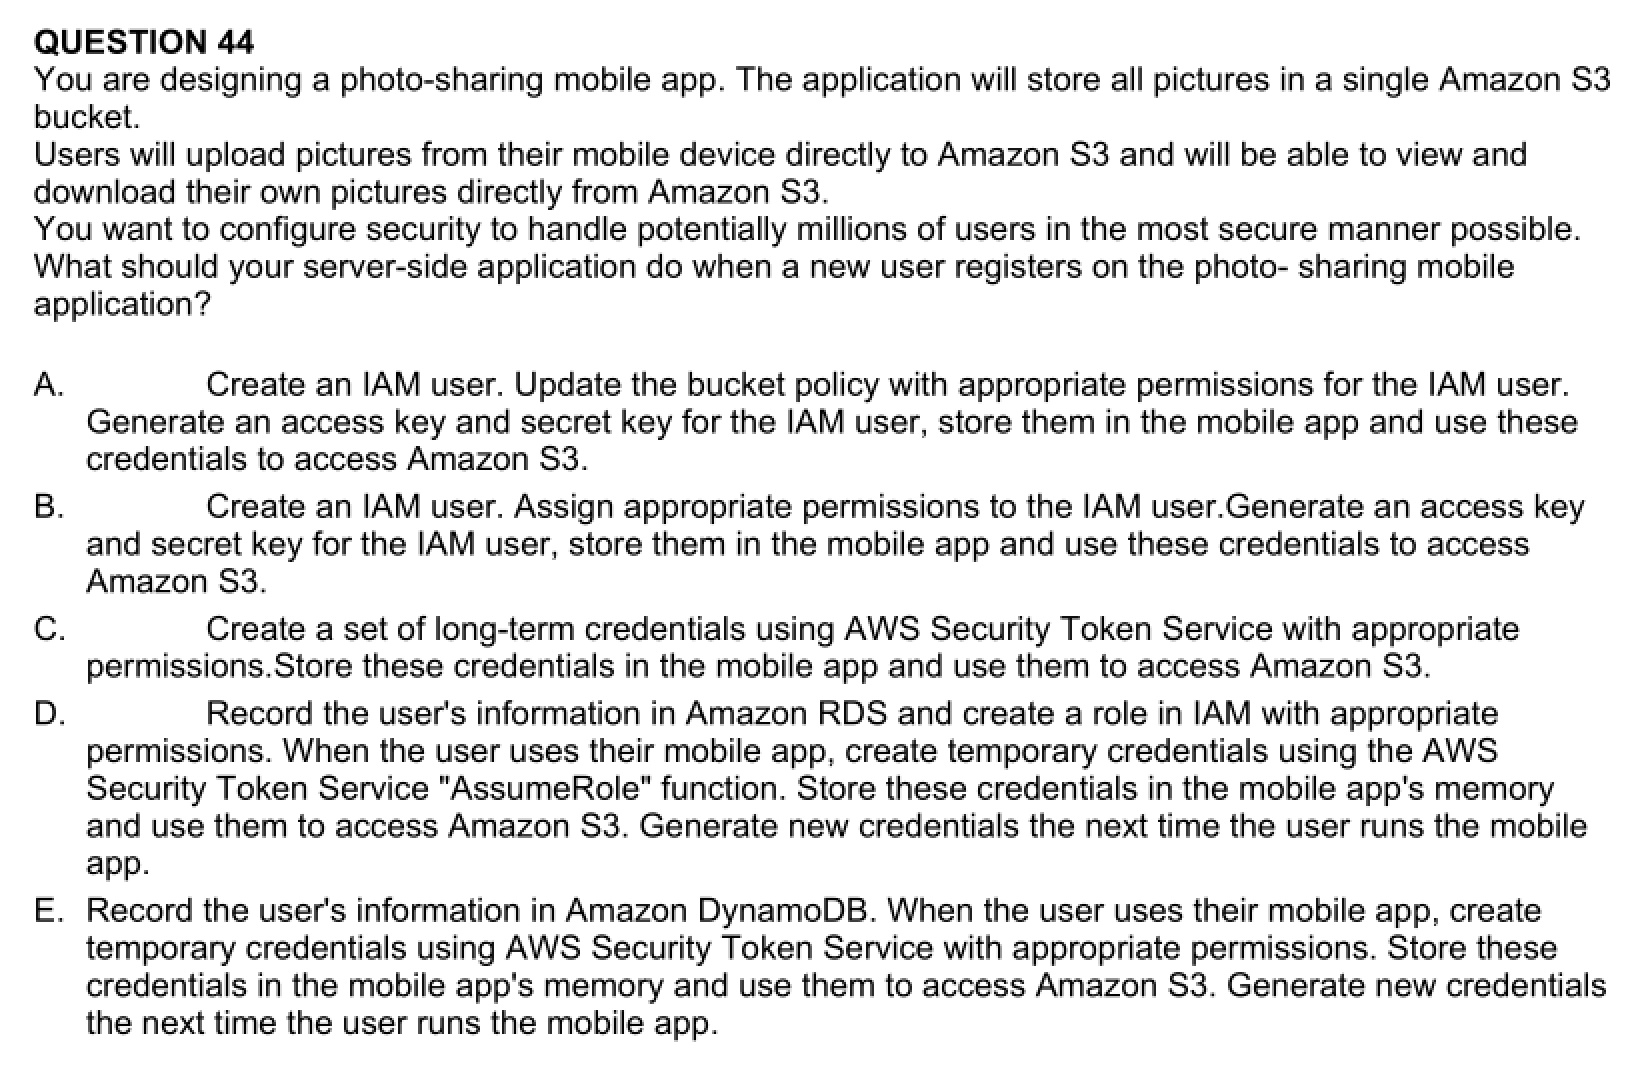 QUESTION 44
You are designing a photo-sharing mobile app. The application will store all pictures in a single Amazon S3
bucket.
Users will upload pictures from their mobile device directly to Amazon S3 and will be able to view and
download their own pictures directly from Amazon S3.
You want to configure security to handle potentially millions of users in the most secure manner possible.
What should your server-side application do when a new user registers on the photo- sharing mobile
application?
A. Create an IAM user. Update the bucket policy with appropriate permissions for the IAM user.
Generate an access key and secret key for the IAM user, store them in the mobile app and use these
credentials to access Amazon S3.
B. Create an IAM user. Assign appropriate permissions to the IAM user.Generate an access key
and secret key for the IAM user, store them in the mobile app and use these credentials to access
Amazon S3.
C. Create a set of long-term credentials using AWS Security Token Service with appropriate
permissions.Store these credentials in the mobile app and use them to access Amazon S3.
D. Record the user's information in Amazon RDS and create a role in IAM with appropriate
permissions. When the user uses their mobile app, create temporary credentials using the AWS
Security Token Service "AssumeRole" function. Store these credentials in the mobile app's memory
and use them to access Amazon S3. Generate new credentials the next time the user runs the mobile
app.
E. Record the user's information in Amazon DynamoDB. When the user uses their mobile app, create
temporary credentials using AWS Security Token Service with appropriate permissions. Store these
credentials in the mobile app's memory and use them to access Amazon S3. Generate new credentials
the next time the user runs the mobile app.